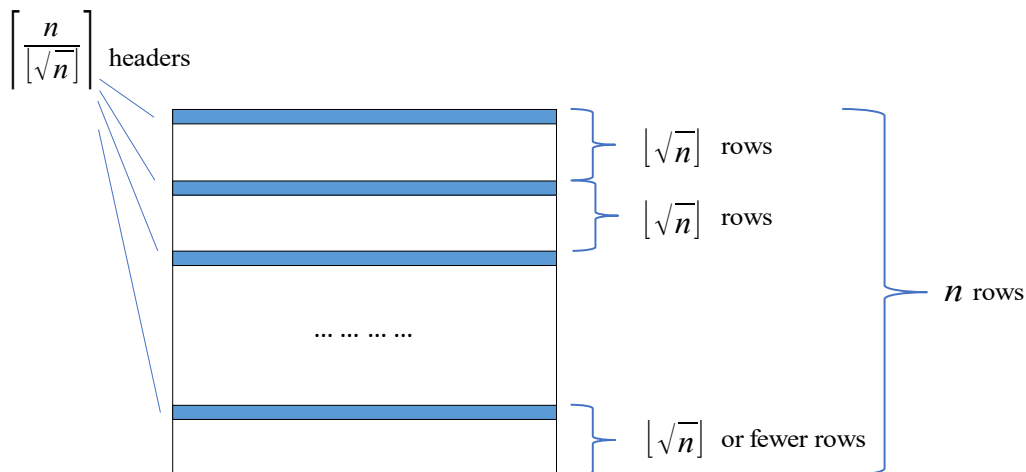 ⌈n/⌊√n⌋⌉ headers
⌊√n⌋ rows
⌊√n⌋ rows
n rows
... ... ... ...
⌊√n⌋ or fewer rows